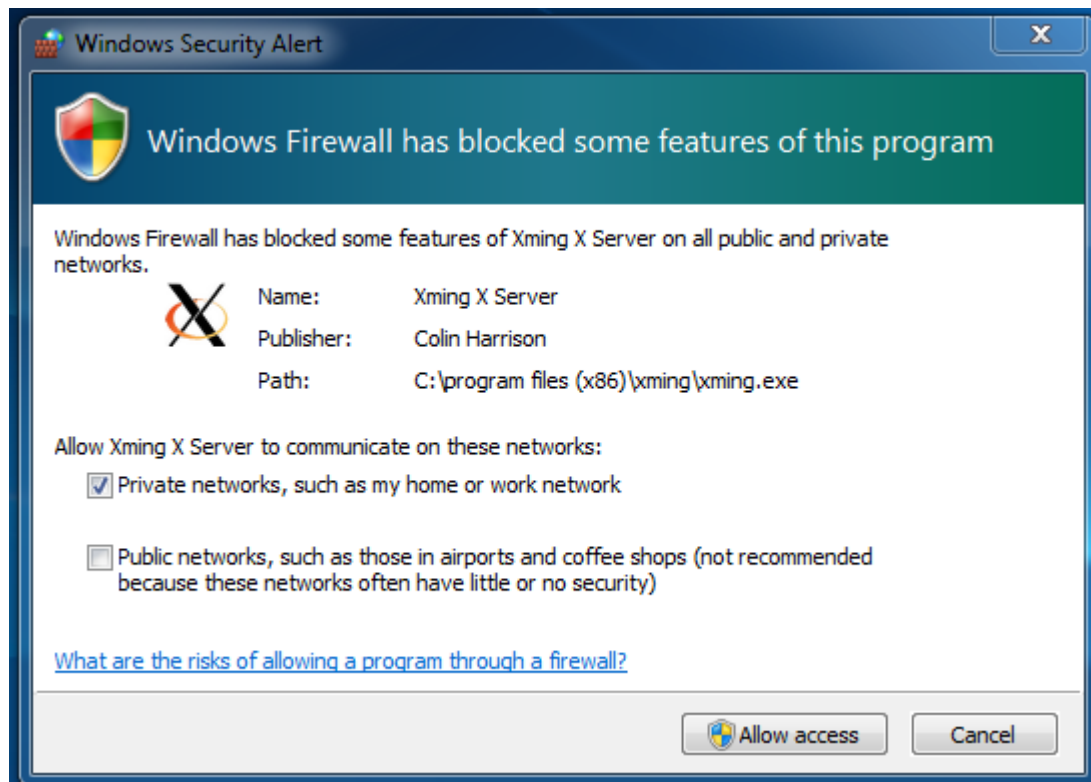 Windows Security Alert
Windows Firewall has blocked some features of this program
Windows Firewall has blocked some features of Xming X Server on all public and private
networks.
Name: Xming X Server
Publisher: Colin Harrison
Path: C:\program files (x86)\xming\xming.exe
Allow Xming X Server to communicate on these networks:
Private networks, such as my home or work network
Public networks, such as those in airports and coffee shops (not recommended
because these networks often have little or no security)
What are the risks of allowing a program through a firewall?
Allow access Cancel